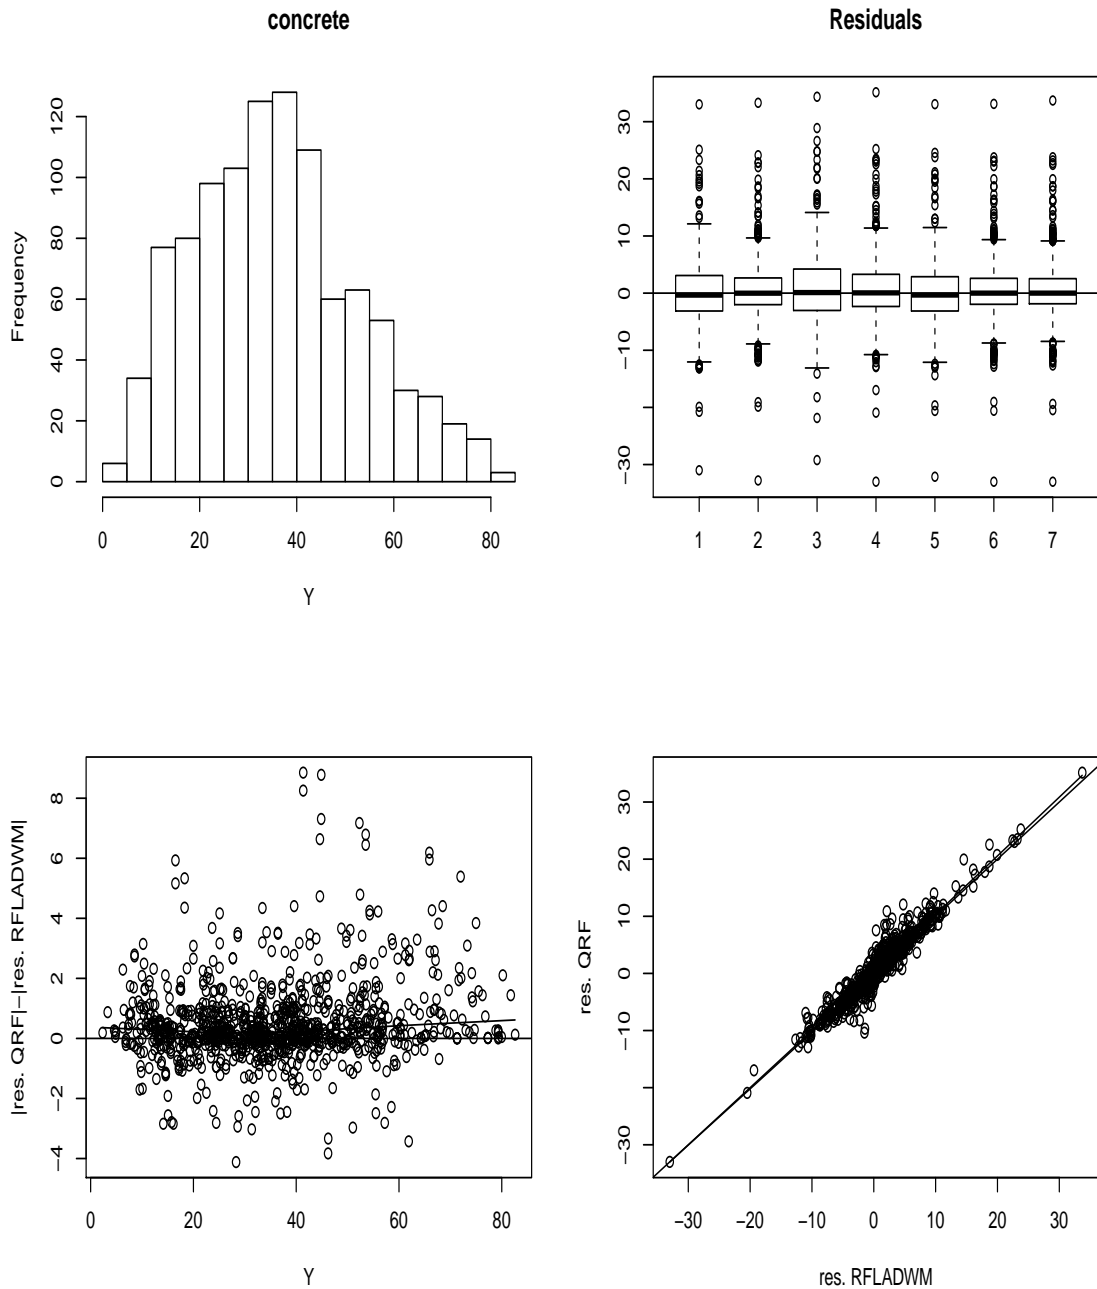 concrete
Frequency
0 20 40 60 80 100 120
0 20 40 60 80
Y
Residuals
−30 −10 0 10 20 30
1 2 3 4 5 6 7
|res. QRF|−|res. RFLADWM|
−4 −2 0 2 4 6 8
0 20 40 60 80
Y
res. QRF
−30 −10 0 10 20 30
−30 −20 −10 0 10 20 30
res. RFLADWM